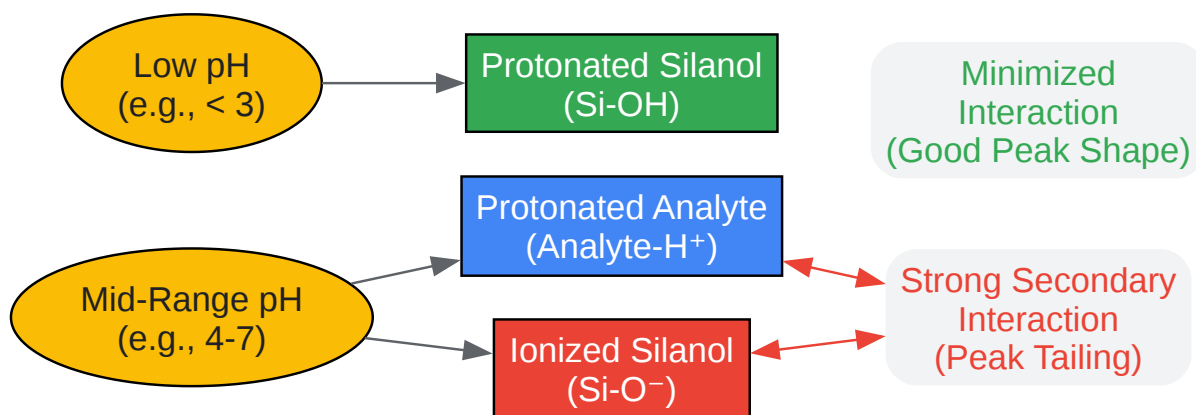 Low pH
(e.g., < 3)
Protonated Silanol
(Si-OH)
Minimized
Interaction
(Good Peak Shape)
Protonated Analyte
(Analyte-H⁺)
Mid-Range pH
(e.g., 4-7)
Strong Secondary
Interaction
(Peak Tailing)
Ionized Silanol
(Si-O⁻)